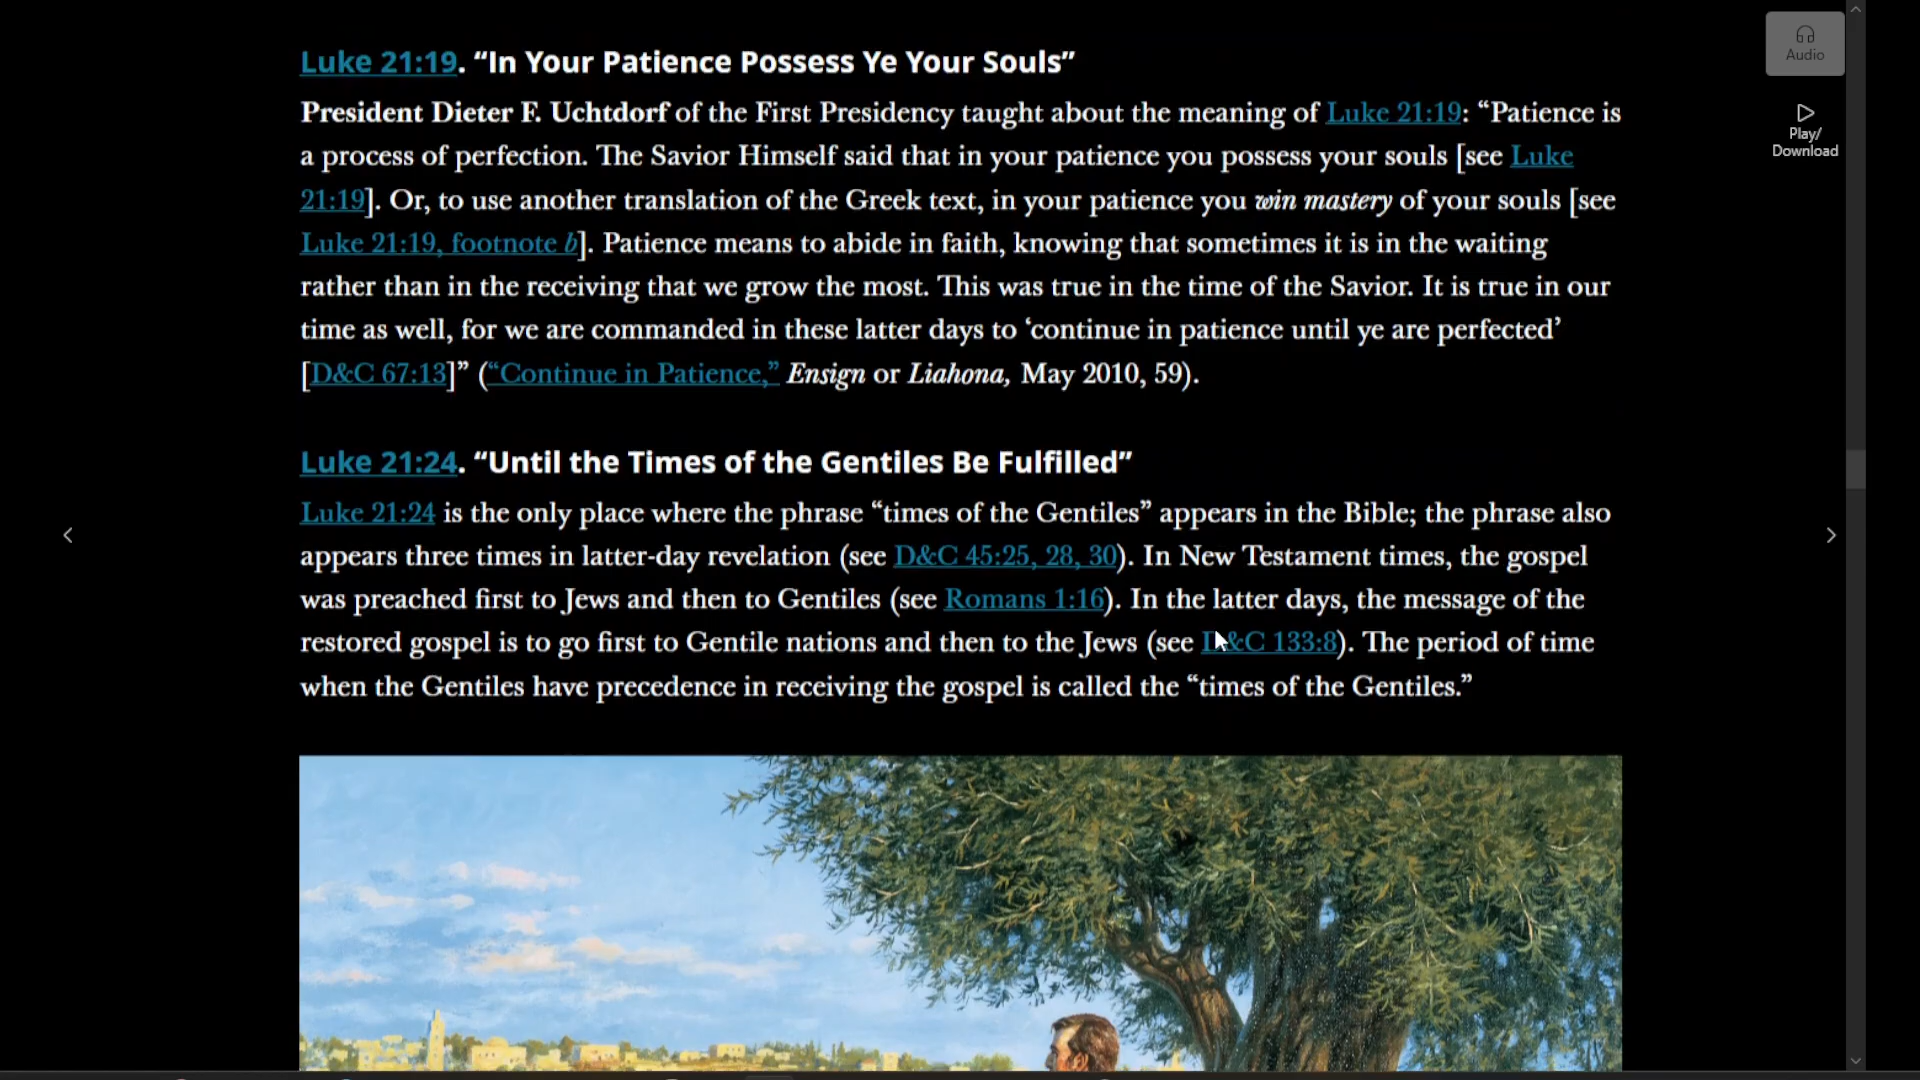 Luke 21:19. “In Your Patience Possess Ye Your Souls”
President Dieter F. Uchtdorf of the First Presidency taught about the meaning of Luke 21:19: “Patience is
a process of perfection. The Savior Himself said that in your patience you possess your souls [see Luke
21:19]. Or, to use another translation of the Greek text, in your patience you win mastery of your souls [see
Luke 21:19, footnote b]. Patience means to abide in faith, knowing that sometimes it is in the waiting
rather than in the receiving that we grow the most. This was true in the time of the Savior. It is true in our
time as well, for we are commanded in these latter days to ‘continue in patience until ye are perfected’
[D&C 67:13]” (“Continue in Patience,” Ensign or Liahona, May 2010, 59).
Luke 21:24. “Until the Times of the Gentiles Be Fulfilled”
Luke 21:24 is the only place where the phrase “times of the Gentiles” appears in the Bible; the phrase also
appears three times in latter-day revelation (see D&C 45:25, 28, 30). In New Testament times, the gospel
was preached first to Jews and then to Gentiles (see Romans 1:16). In the latter days, the message of the
restored gospel is to go first to Gentile nations and then to the Jews (see D&C 133:8). The period of time
when the Gentiles have precedence in receiving the gospel is called the “times of the Gentiles.”
Audio
Play/
Download